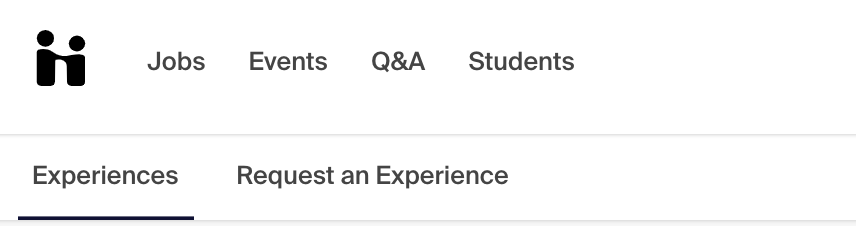 Jobs Events Q&A Students
Experiences Request an Experience